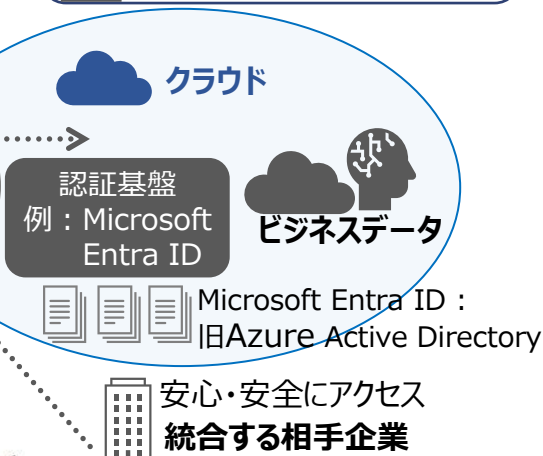 クラウド
認証基盤
例：Microsoft
Entra ID
ビジネスデータ
Microsoft Entra ID：
旧Azure Active Directory
安心・安全にアクセス
統合する相手企業